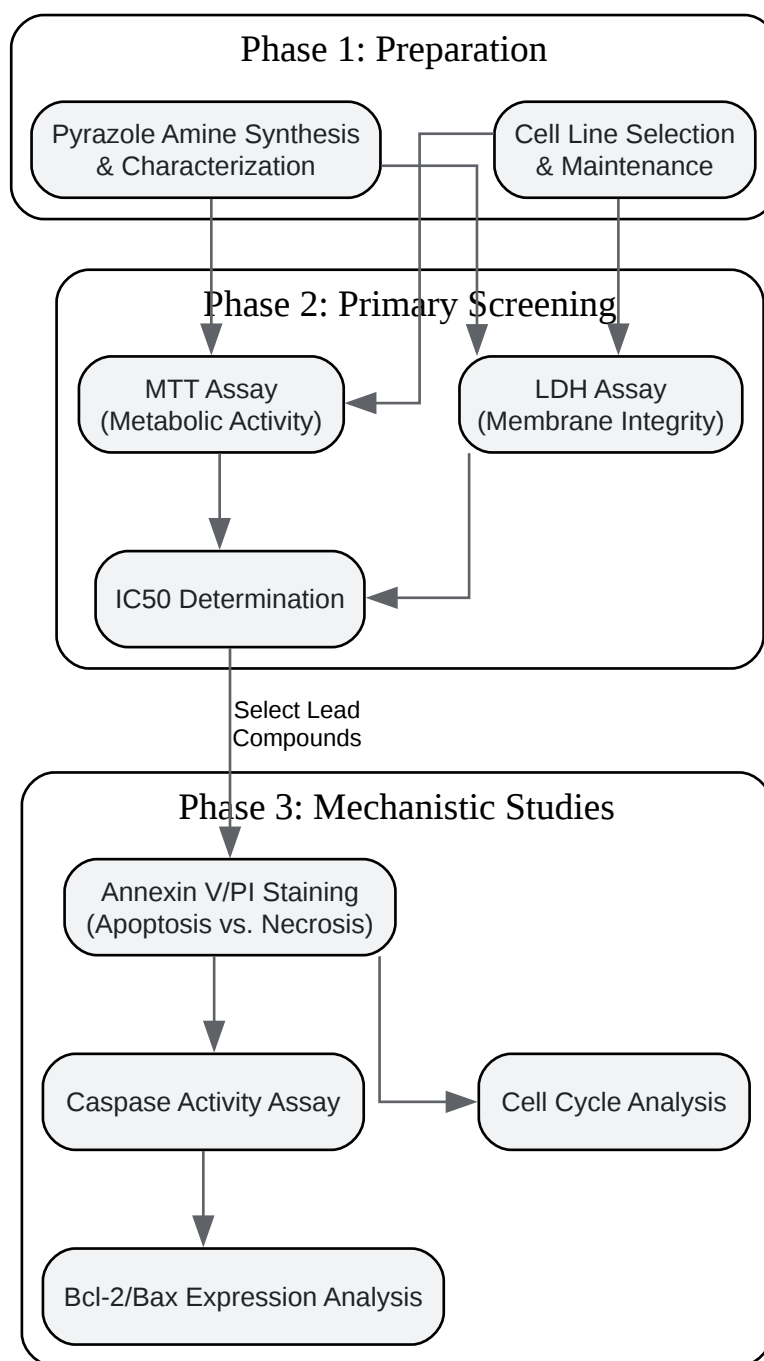 Phase 1: Preparation
Pyrazole Amine Synthesis
& Characterization
Cell Line Selection
& Maintenance
Phase 2: Primary Screening
MTT Assay
(Metabolic Activity)
LDH Assay
(Membrane Integrity)
IC50 Determination
Select Lead
Compounds
Phase 3: Mechanistic Studies
Annexin V/PI Staining
(Apoptosis vs. Necrosis)
Caspase Activity Assay
Cell Cycle Analysis
Bcl-2/Bax Expression Analysis